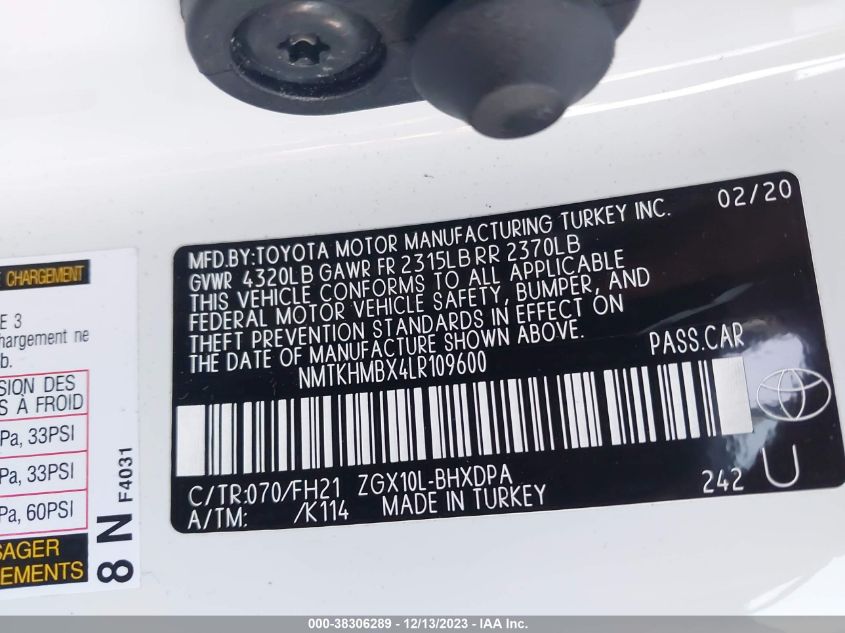 02/20
MFD.BY:TOYOTA MOTOR MANUFACTURING TURKEY INC.
GVWR 4320LB GAWR FR 2315LB RR 2370LB
THIS VEHICLE CONFORMS TO ALL APPLICABLE
FEDERAL MOTOR VEHICLE SAFETY, BUMPER, AND
THEFT PREVENTION STANDARDS IN EFFECT ON
THE DATE OF MANUFACTURE SHOWN ABOVE.
NMTKHMBX4LR109600 PASS.CAR
C/TR:070/FH21 ZGX10L-BHXDPA 242 U
A/TM: /K114 MADE IN TURKEY
CHARGEMENT
E 3
chargement ne
b.
SION DES
S À FROID
Pa, 33PSI
Pa, 33PSI
Pa, 60PSI
SAGER
EMENTS
8 N F4031
000-38306289 - 12/13/2023 - IAA Inc.